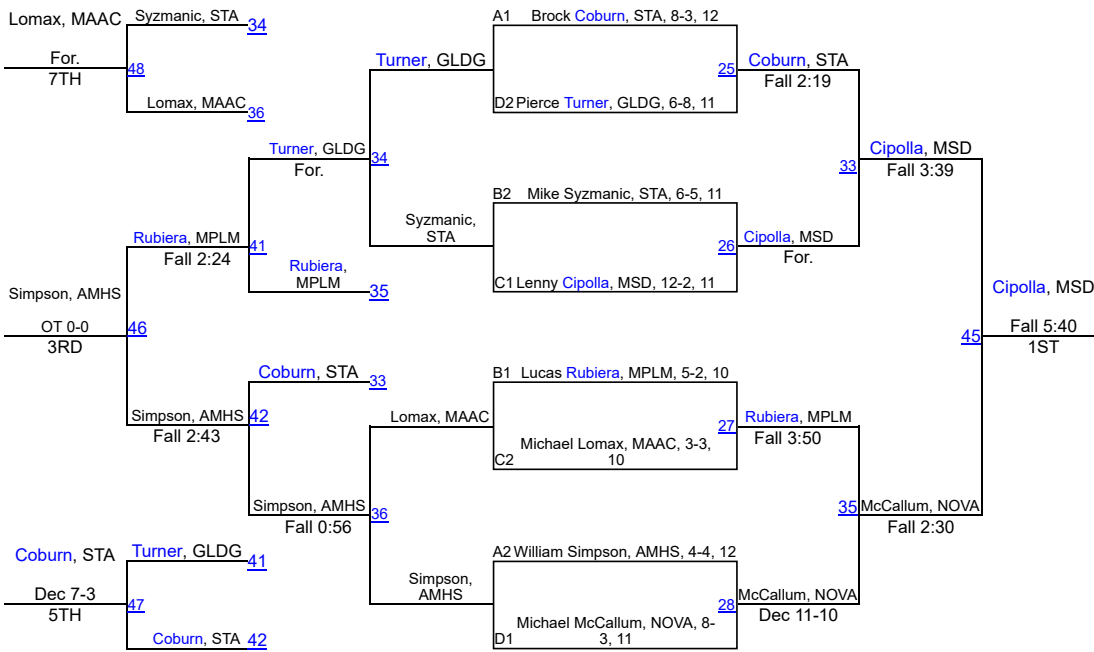 Lomax, MAAC
Syzmanic, STA
34
For.
48
7TH
Lomax, MAAC
36
A1 Brock Coburn, STA, 8-3, 12
Turner, GLDG
25
Coburn, STA
Fall 2:19
D2 Pierce Turner, GLDG, 6-8, 11
Turner, GLDG
34
For.
33
Cipolla, MSD
Fall 3:39
B2 Mike Syzmanic, STA, 6-5, 11
Syzmanic,
STA
26
Cipolla, MSD
For.
C1 Lenny Cipolla, MSD, 12-2, 11
Rubiera, MPLM
41
Fall 2:24
Rubiera,
MPLM
35
Simpson, AMHS
OT 0-0
46
3RD
Cipolla, MSD
45
Fall 5:40
1ST
Coburn, STA
33
B1 Lucas Rubiera, MPLM, 5-2, 10
Simpson, AMHS
42
Fall 2:43
Lomax, MAAC
27
Rubiera, MPLM
Fall 3:50
Michael Lomax, MAAC, 3-3,
C2 10
Simpson, AMHS
36
Fall 0:56
35
McCallum, NOVA
Fall 2:30
Coburn, STA
Turner, GLDG
41
A2 William Simpson, AMHS, 4-4, 12
Dec 7-3
47
5TH
Simpson,
AMHS
28
McCallum, NOVA
Dec 11-10
Michael McCallum, NOVA, 8-
D1 3, 11
Coburn, STA
42